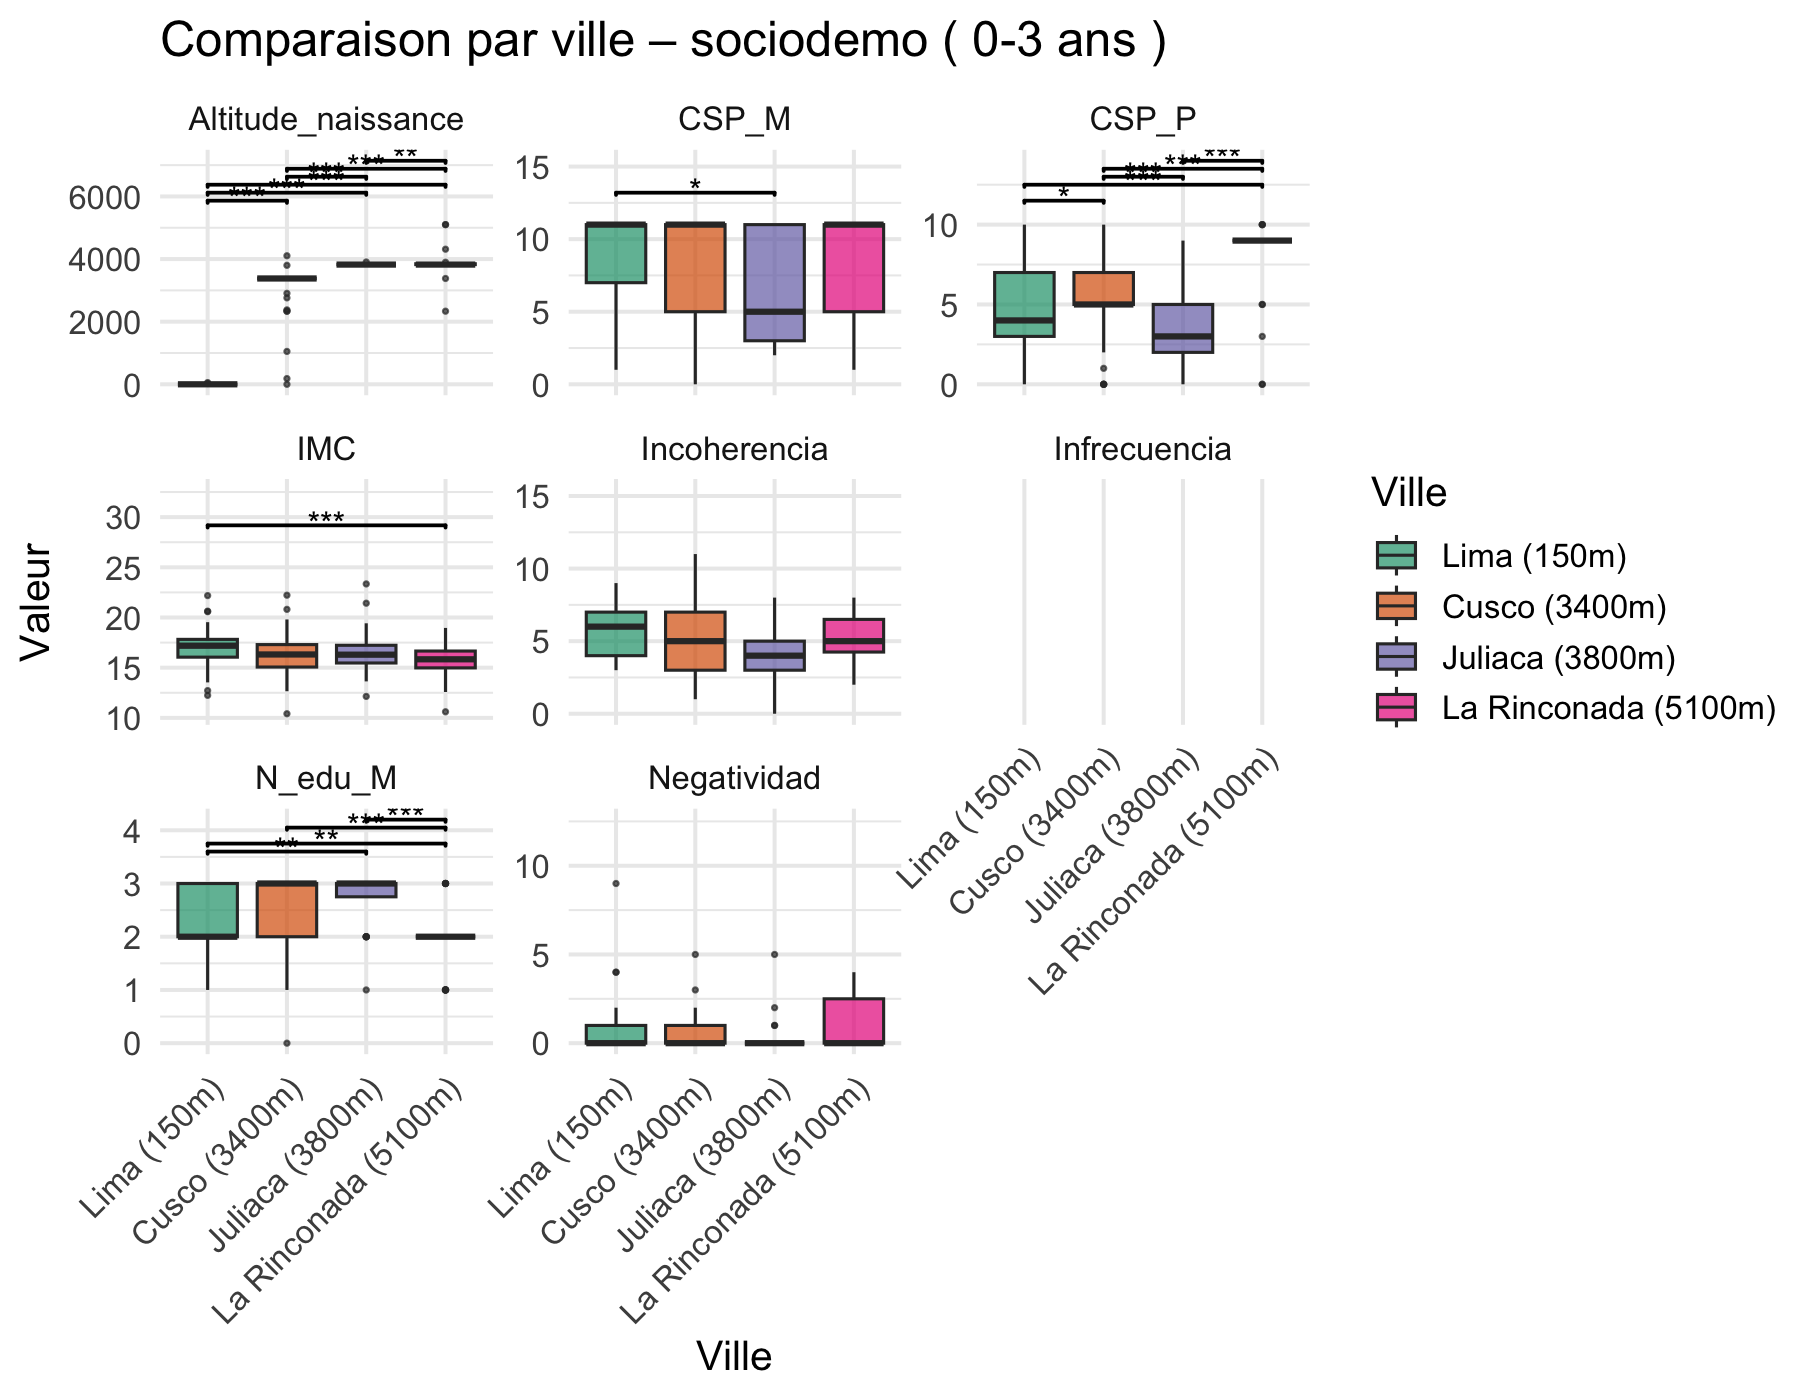 Comparaison par ville – sociodemo ( 0-3 ans )
Altitude_naissance
CSP_M
CSP_P
6000
4000
2000
0
***
***
***
***
***
**
15
10
5
0
*
10
5
0
*
***
***
***
Valeur
IMC
Incoherencia
Infrecuencia
30
25
20
15
10
***
15
10
5
0
Ville
Lima (150m)
Cusco (3400m)
Juliaca (3800m)
La Rinconada (5100m)
N_edu_M
Negatividad
4
3
2
1
0
**
**
***
***
10
5
0
Lima (150m)
Cusco (3400m)
Juliaca (3800m)
La Rinconada (5100m)
Lima (150m)
Cusco (3400m)
Juliaca (3800m)
La Rinconada (5100m)
Lima (150m)
Cusco (3400m)
Juliaca (3800m)
La Rinconada (5100m)
Ville